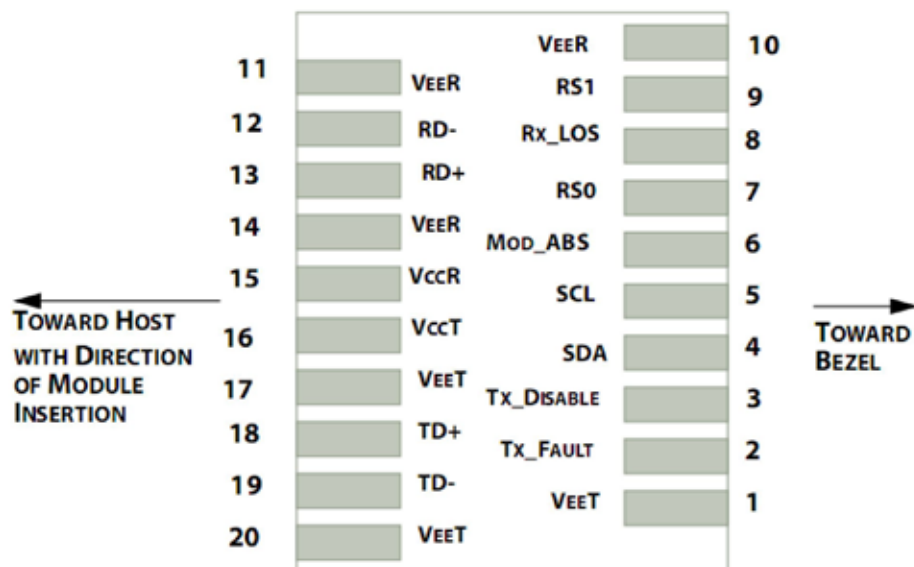 VEER 10
11 VEER
RS1 9
12 RD-
Rx_LOS 8
13 RD+
RS0 7
14 VEER
MOD_ABS 6
15 VCCR
SCL 5
TOWARD HOST
WITH DIRECTION
OF MODULE
INSERTION
TOWARD
BEZEL
16 VCCT
SDA 4
17 VEET
TX_DISABLE 3
18 TD+
TX_FAULT 2
19 TD-
VEET 1
20 VEET